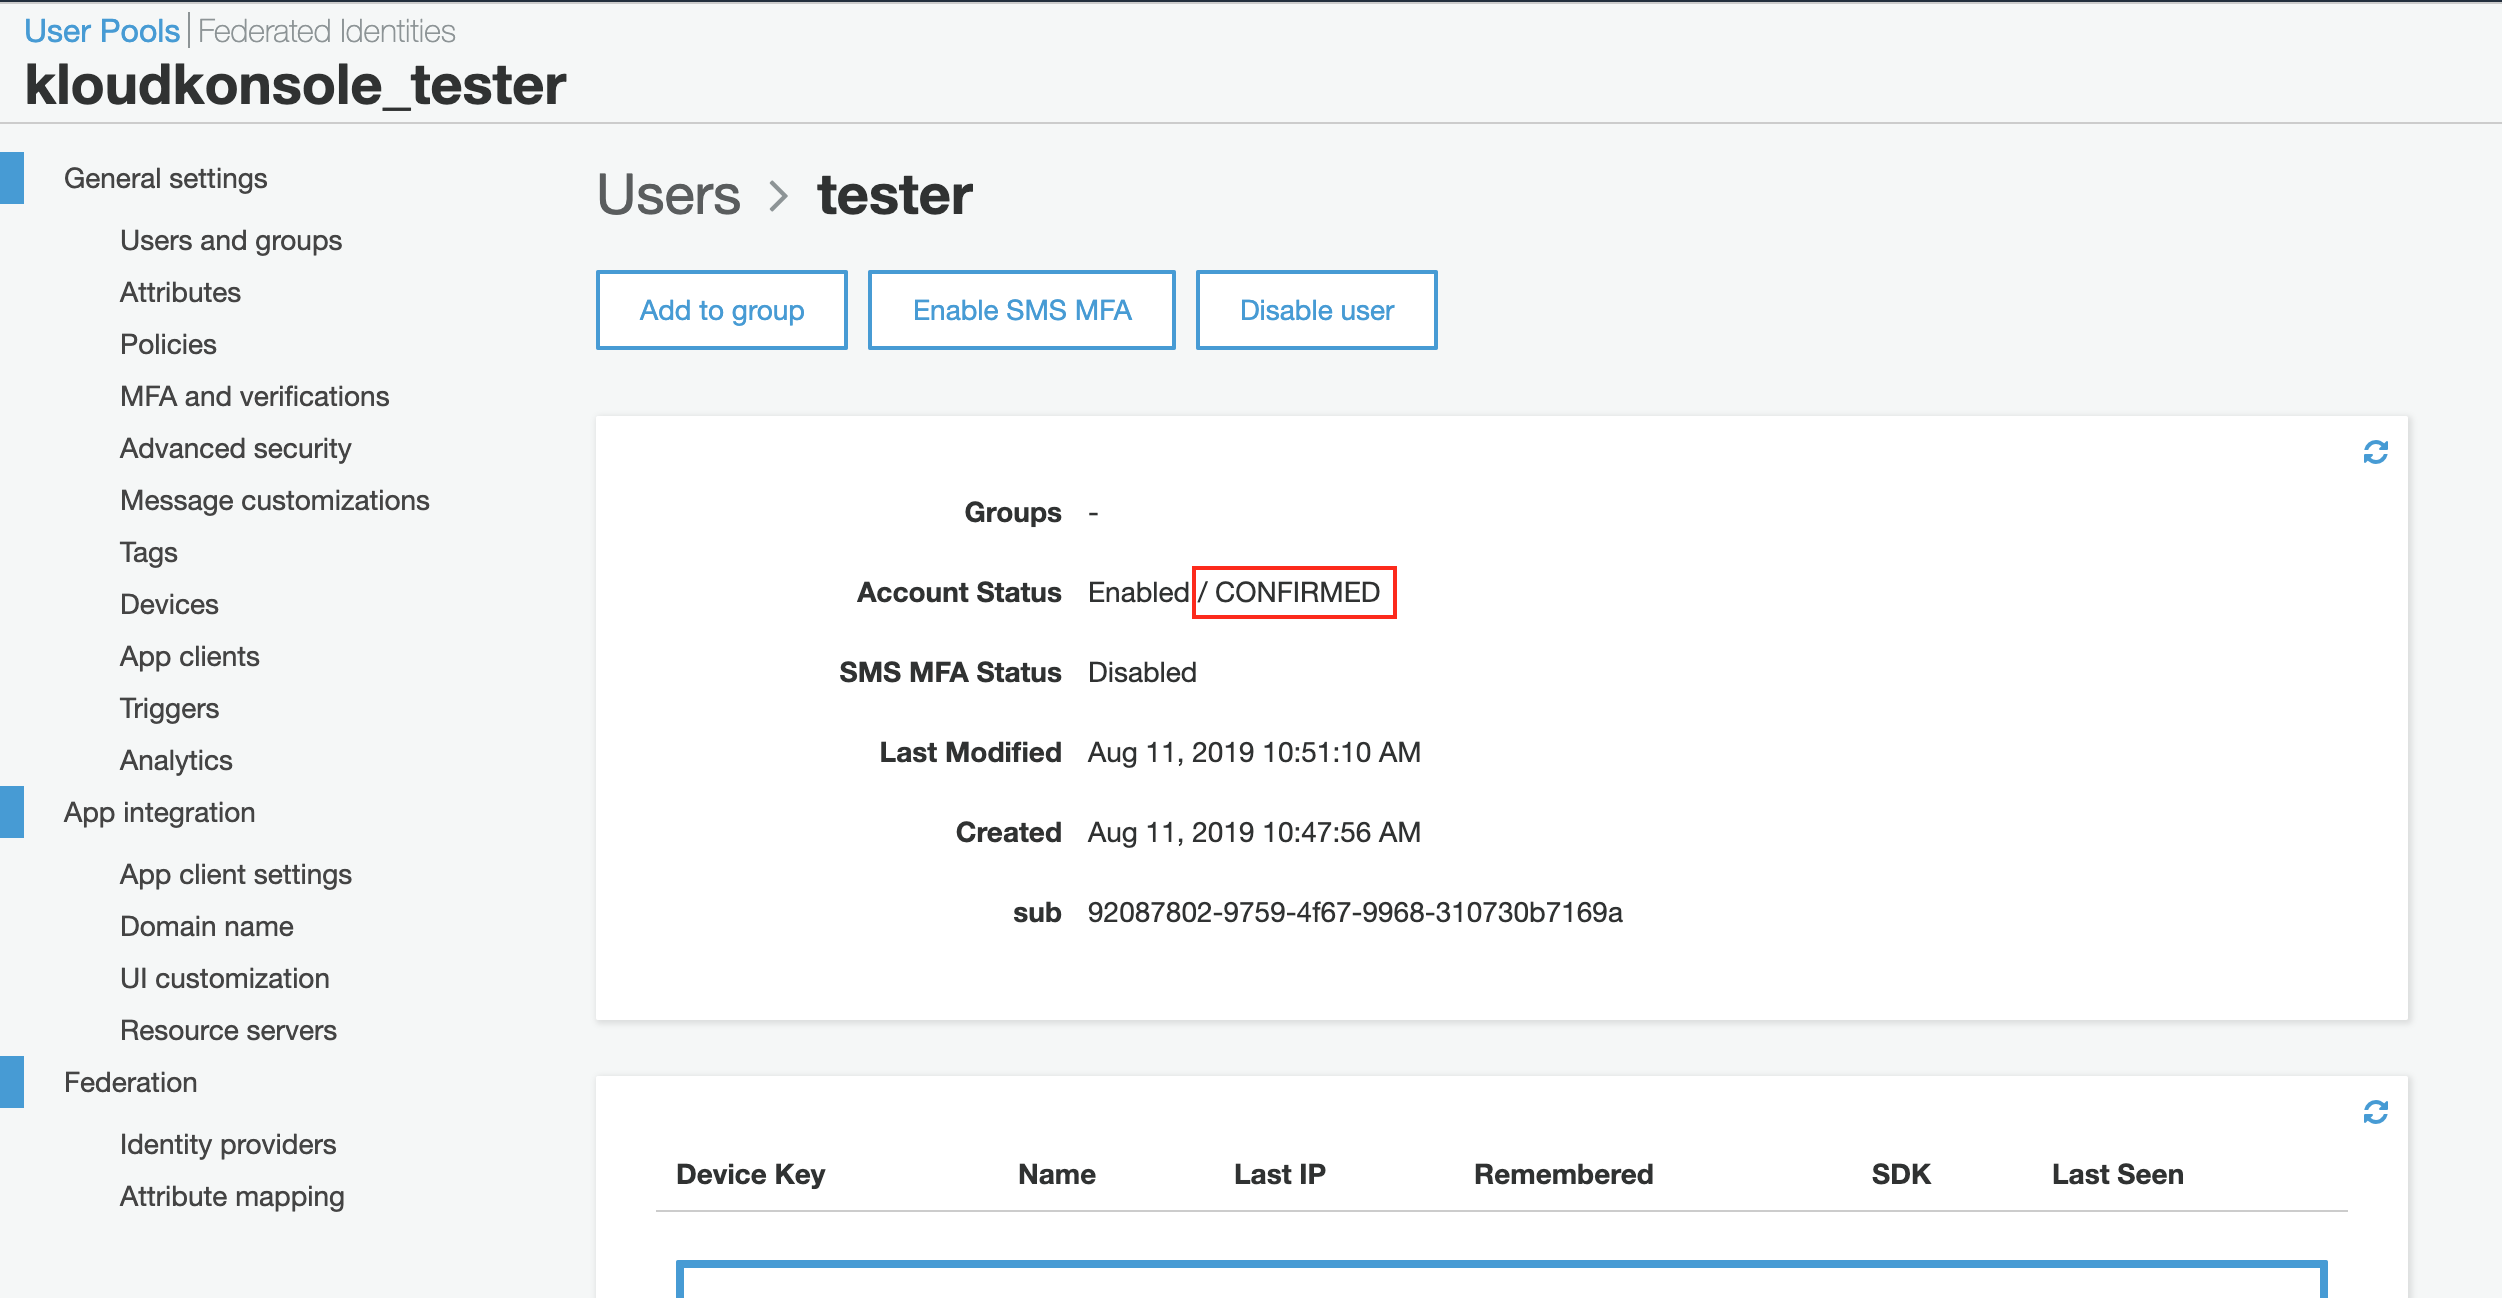 User Pools | Federated Identities
kloudkonsole_tester
General settings
Users and groups
Attributes
Policies
MFA and verifications
Advanced security
Message customizations
Tags
Devices
App clients
Triggers
Analytics
App integration
App client settings
Domain name
UI customization
Resource servers
Federation
Identity providers
Attribute mapping
Users > tester
Add to group Enable SMS MFA Disable user
Groups -
Account Status Enabled / CONFIRMED
SMS MFA Status Disabled
Last Modified Aug 11, 2019 10:51:10 AM
Created Aug 11, 2019 10:47:56 AM
sub 92087802-9759-4f67-9968-310730b7169a
Device Key Name Last IP Remembered SDK Last Seen